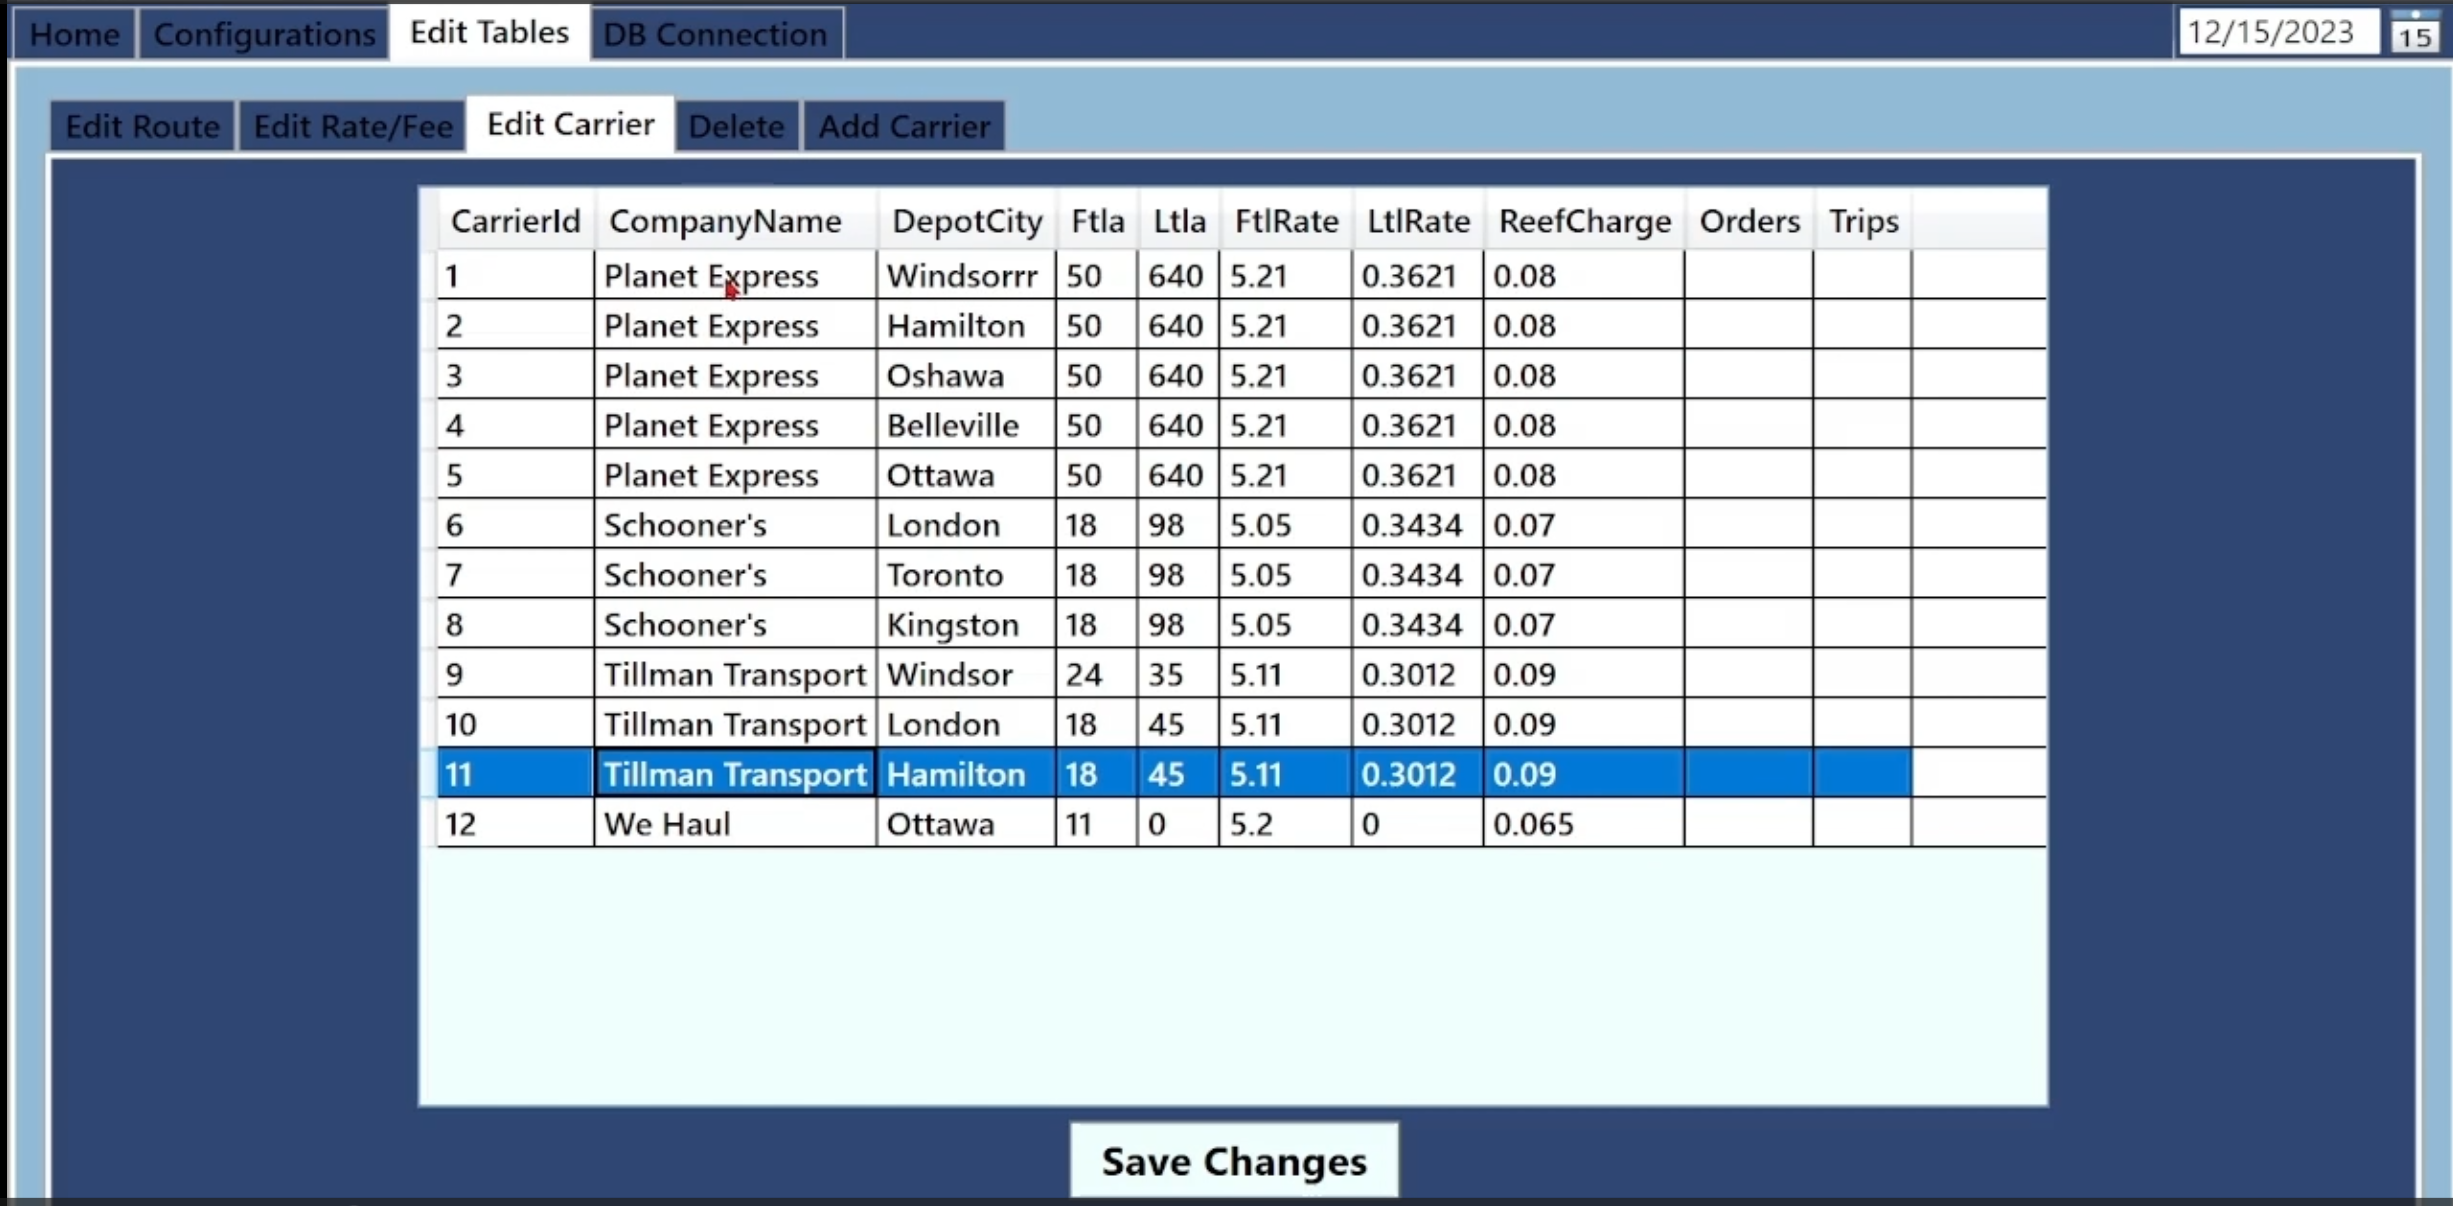 Home Configurations Edit Tables DB Connection 12/15/2023 15
Edit Route Edit Rate/Fee Edit Carrier Delete Add Carrier
CarrierId CompanyName DepotCity Ftla Ltla FtlRate LtlRate ReefCharge Orders Trips
1 Planet Express Windsorrr 50 640 5.21 0.3621 0.08
2 Planet Express Hamilton 50 640 5.21 0.3621 0.08
3 Planet Express Oshawa 50 640 5.21 0.3621 0.08
4 Planet Express Belleville 50 640 5.21 0.3621 0.08
5 Planet Express Ottawa 50 640 5.21 0.3621 0.08
6 Schooner's London 18 98 5.05 0.3434 0.07
7 Schooner's Toronto 18 98 5.05 0.3434 0.07
8 Schooner's Kingston 18 98 5.05 0.3434 0.07
9 Tillman Transport Windsor 24 35 5.11 0.3012 0.09
10 Tillman Transport London 18 45 5.11 0.3012 0.09
11 Tillman Transport Hamilton 18 45 5.11 0.3012 0.09
12 We Haul Ottawa 11 0 5.2 0 0.065
Save Changes